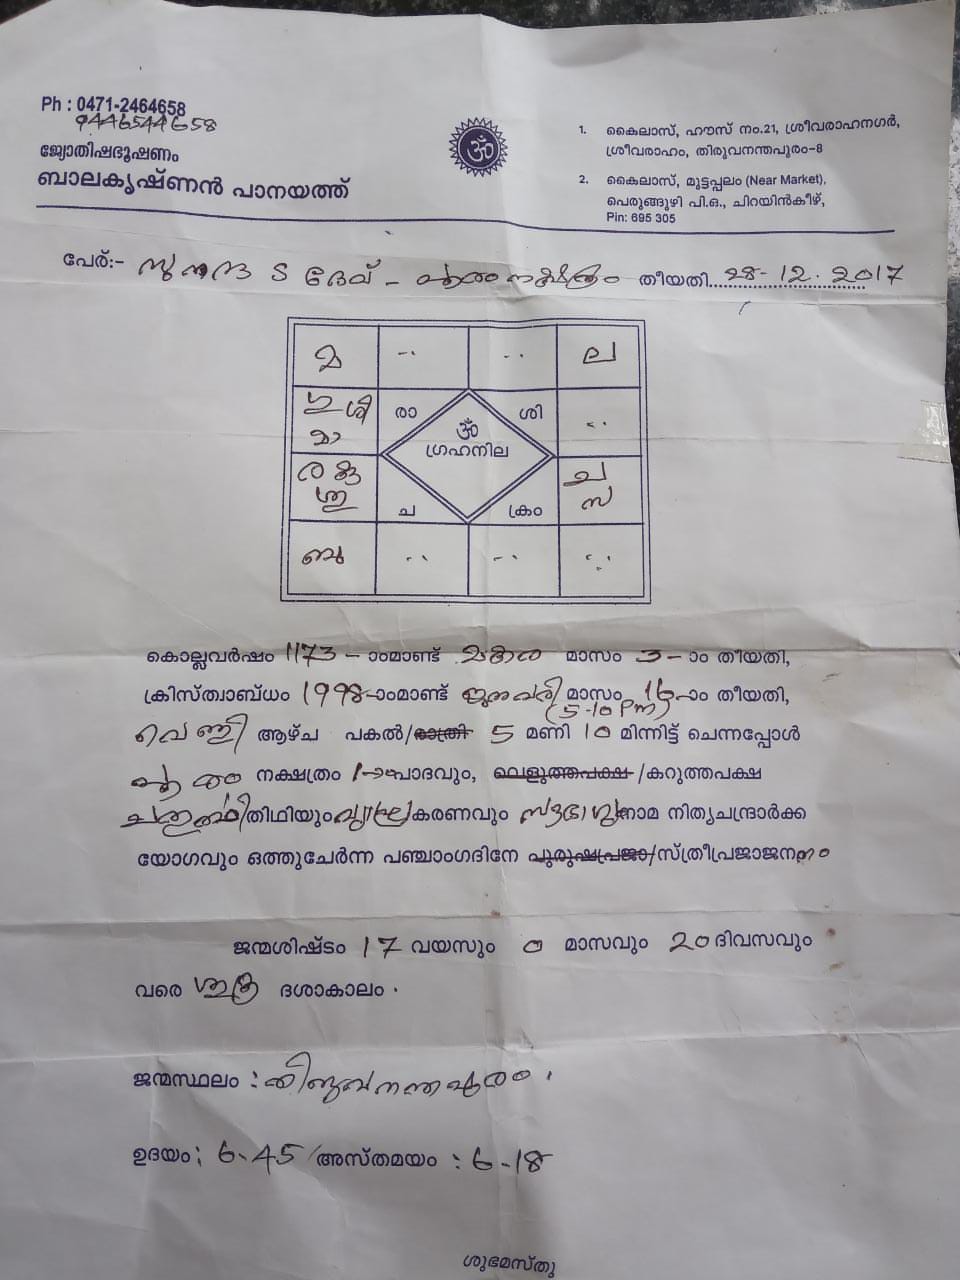 Ph : 0471-2464658
9446544658
ജ്യോതിഷഭൂഷണം
ബാലകൃഷ്ണൻ പാനയത്ത്
ॐ
1. കൈലാസ്, ഹൗസ് നം.21, ശ്രീവരാഹനഗർ,
ശ്രീവരാഹം, തിരുവനന്തപുരം-8
2. കൈലാസ്, മുട്ടപ്പലം (Near Market),
പെരുങ്ങുഴി പി.ഒ., ചിറയിൻകീഴ്,
Pin: 695 305
പേര്:- സുനന്ദ S ദേവ് - പൂരം നക്ഷത്രം തീയതി 28-12-2017
മ ല
ഗു ശി
മാ
രാ ശി
ॐ
ഗ്രഹനില
ര കു
ശു
ച
സ
ച ക്രം
ബു
കൊല്ലവർഷം 1173 – ാംമാണ്ട് മകരം മാസം 3 – ാം തീയതി,
ക്രിസ്ത്വാബ്ധം 1998 -ാംമാണ്ട് ജനുവരി മാസം 16 -ാം തീയതി,
(5-10 Pm)
വെള്ളി ആഴ്ച പകൽ/രാത്രി 5 മണി 10 മിന്നിട്ട് ചെന്നപ്പോൾ
പൂരം നക്ഷത്രം 1-ാം പാദവും, വെളുത്തപക്ഷ/കറുത്തപക്ഷ
ചതുർത്ഥി തിഥിയും കരണവും നാമ നിത്യചന്ദ്രാർക്ക
യോഗവും ഒത്തുചേർന്ന പഞ്ചാംഗദിനേ പുരുഷപ്രജാ/സ്ത്രീപ്രജാജനനം
ജന്മശിഷ്ടം 17 വയസും 0 മാസവും 20 ദിവസവും
വരെ ശുക്ര ദശാകാലം .
ജന്മസ്ഥലം : തിരുവനന്തപുരം .
ഉദയം: 6-45 / അസ്തമയം : 6-18
ശുഭമസ്തു